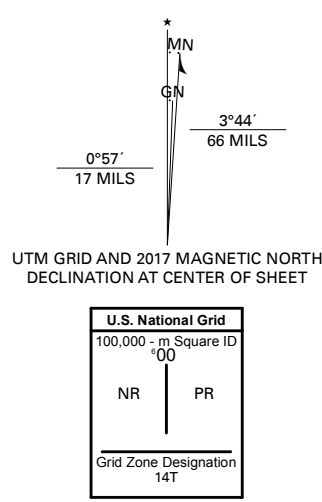 ★
MN
GN
3°44´
66 MILS
0°57´
17 MILS
UTM GRID AND 2017 MAGNETIC NORTH
DECLINATION AT CENTER OF SHEET
U.S. National Grid
100,000 - m Square ID
⁶00
NR PR
Grid Zone Designation
14T